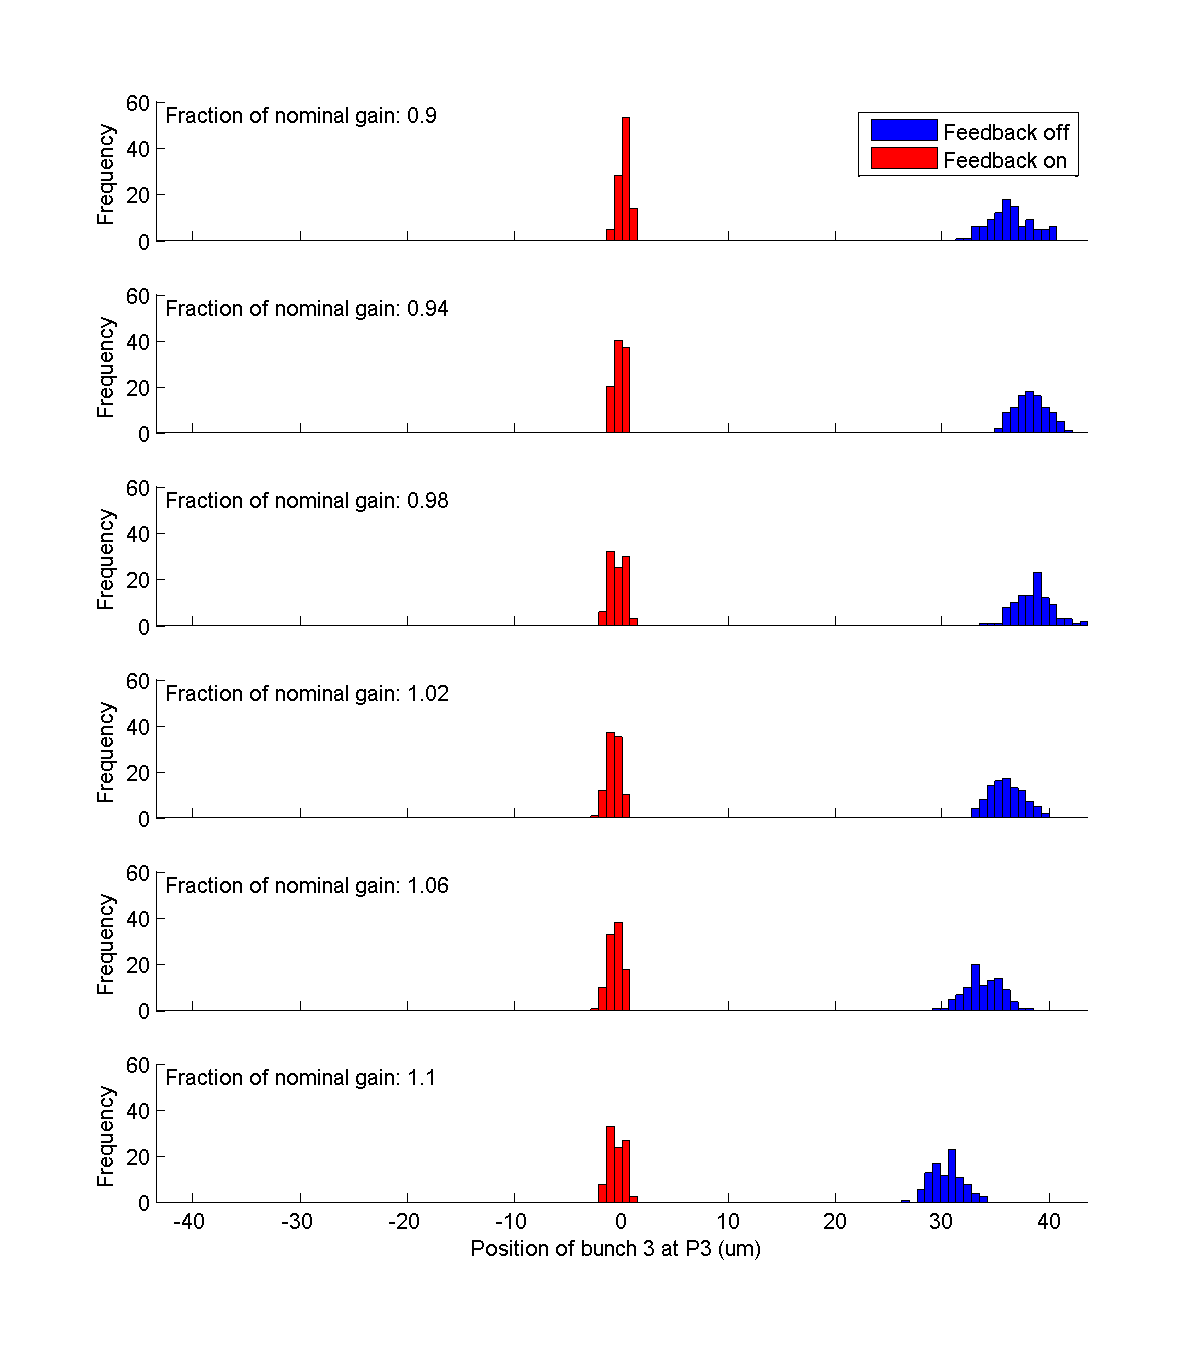 60
Fraction of nominal gain: 0.9
40
20
0
Frequency
Feedback off
Feedback on
60
Fraction of nominal gain: 0.94
40
20
0
Frequency
60
Fraction of nominal gain: 0.98
40
20
0
Frequency
60
Fraction of nominal gain: 1.02
40
20
0
Frequency
60
Fraction of nominal gain: 1.06
40
20
0
Frequency
60
Fraction of nominal gain: 1.1
40
20
0
Frequency
-40 -30 -20 -10 0 10 20 30 40
Position of bunch 3 at P3 (um)